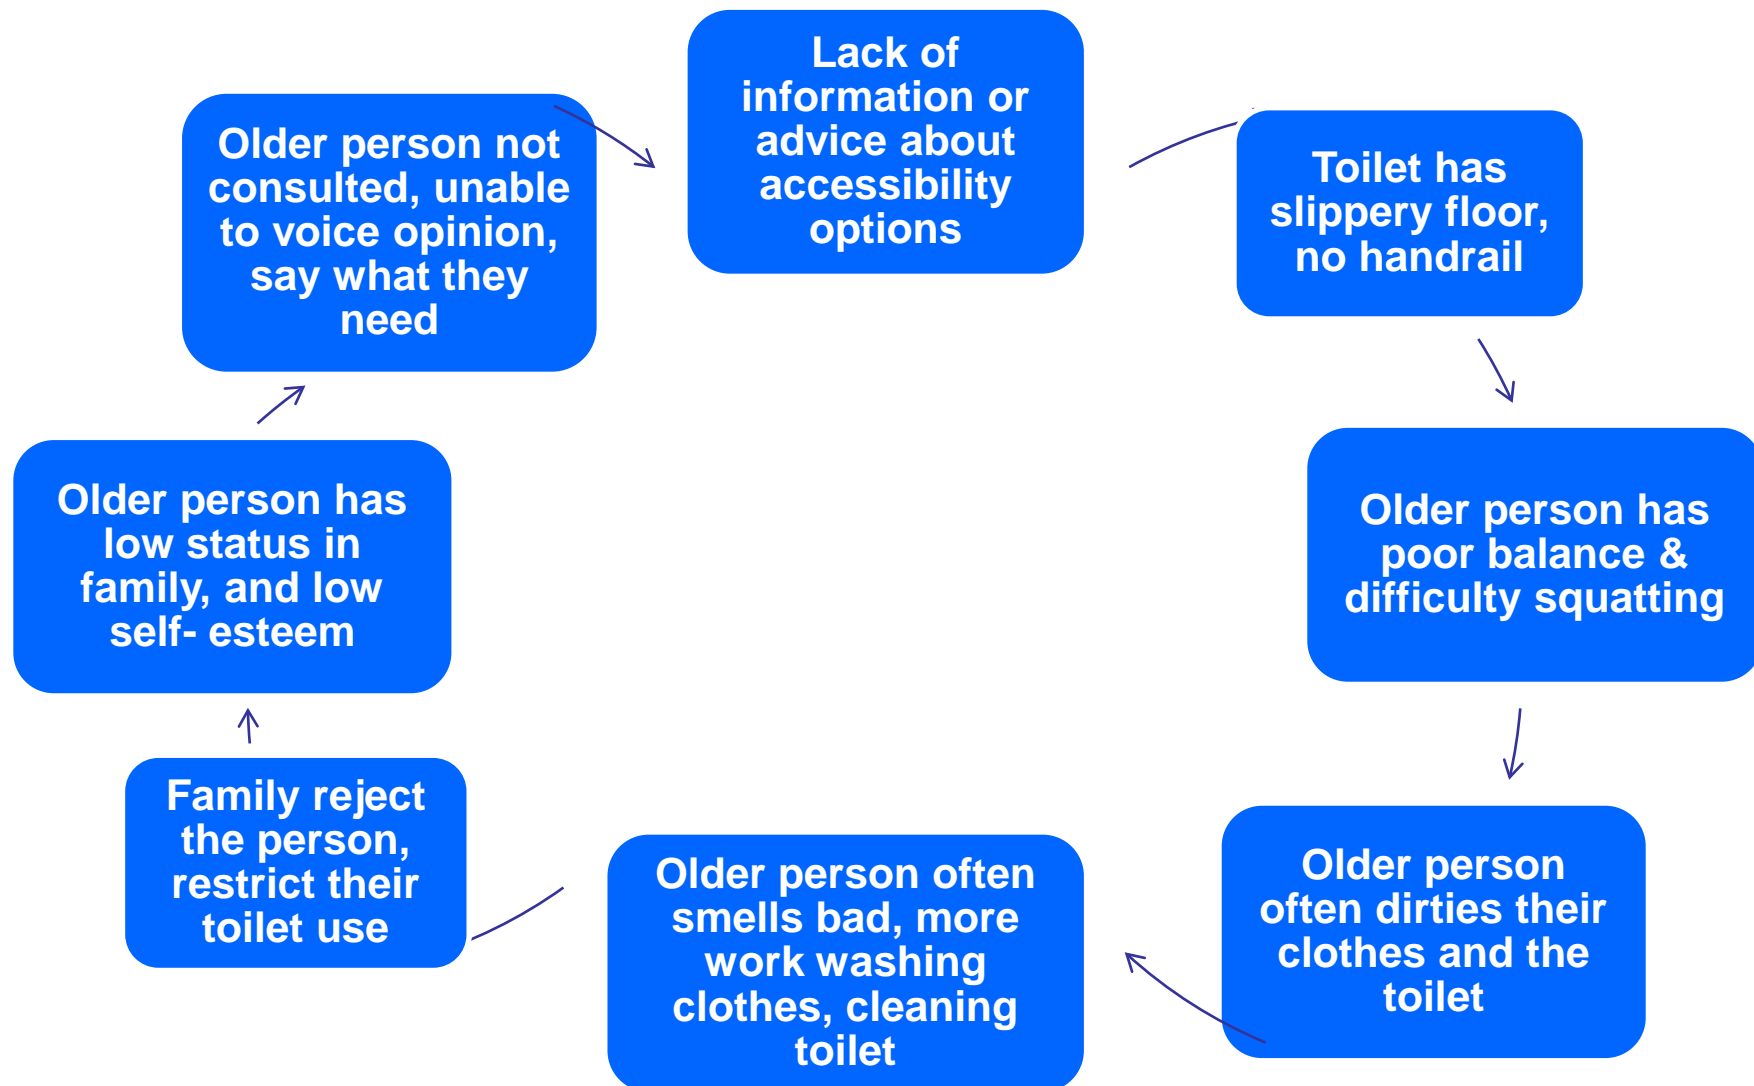 Lack of
information or
advice about
accessibility
options
Toilet has
slippery floor,
no handrail
Older person has
poor balance &
difficulty squatting
Older person
often dirties their
clothes and the
toilet
Older person often
smells bad, more
work washing
clothes, cleaning
toilet
Family reject
the person,
restrict their
toilet use
Older person has
low status in
family, and low
self- esteem
Older person not
consulted, unable
to voice opinion,
say what they
need